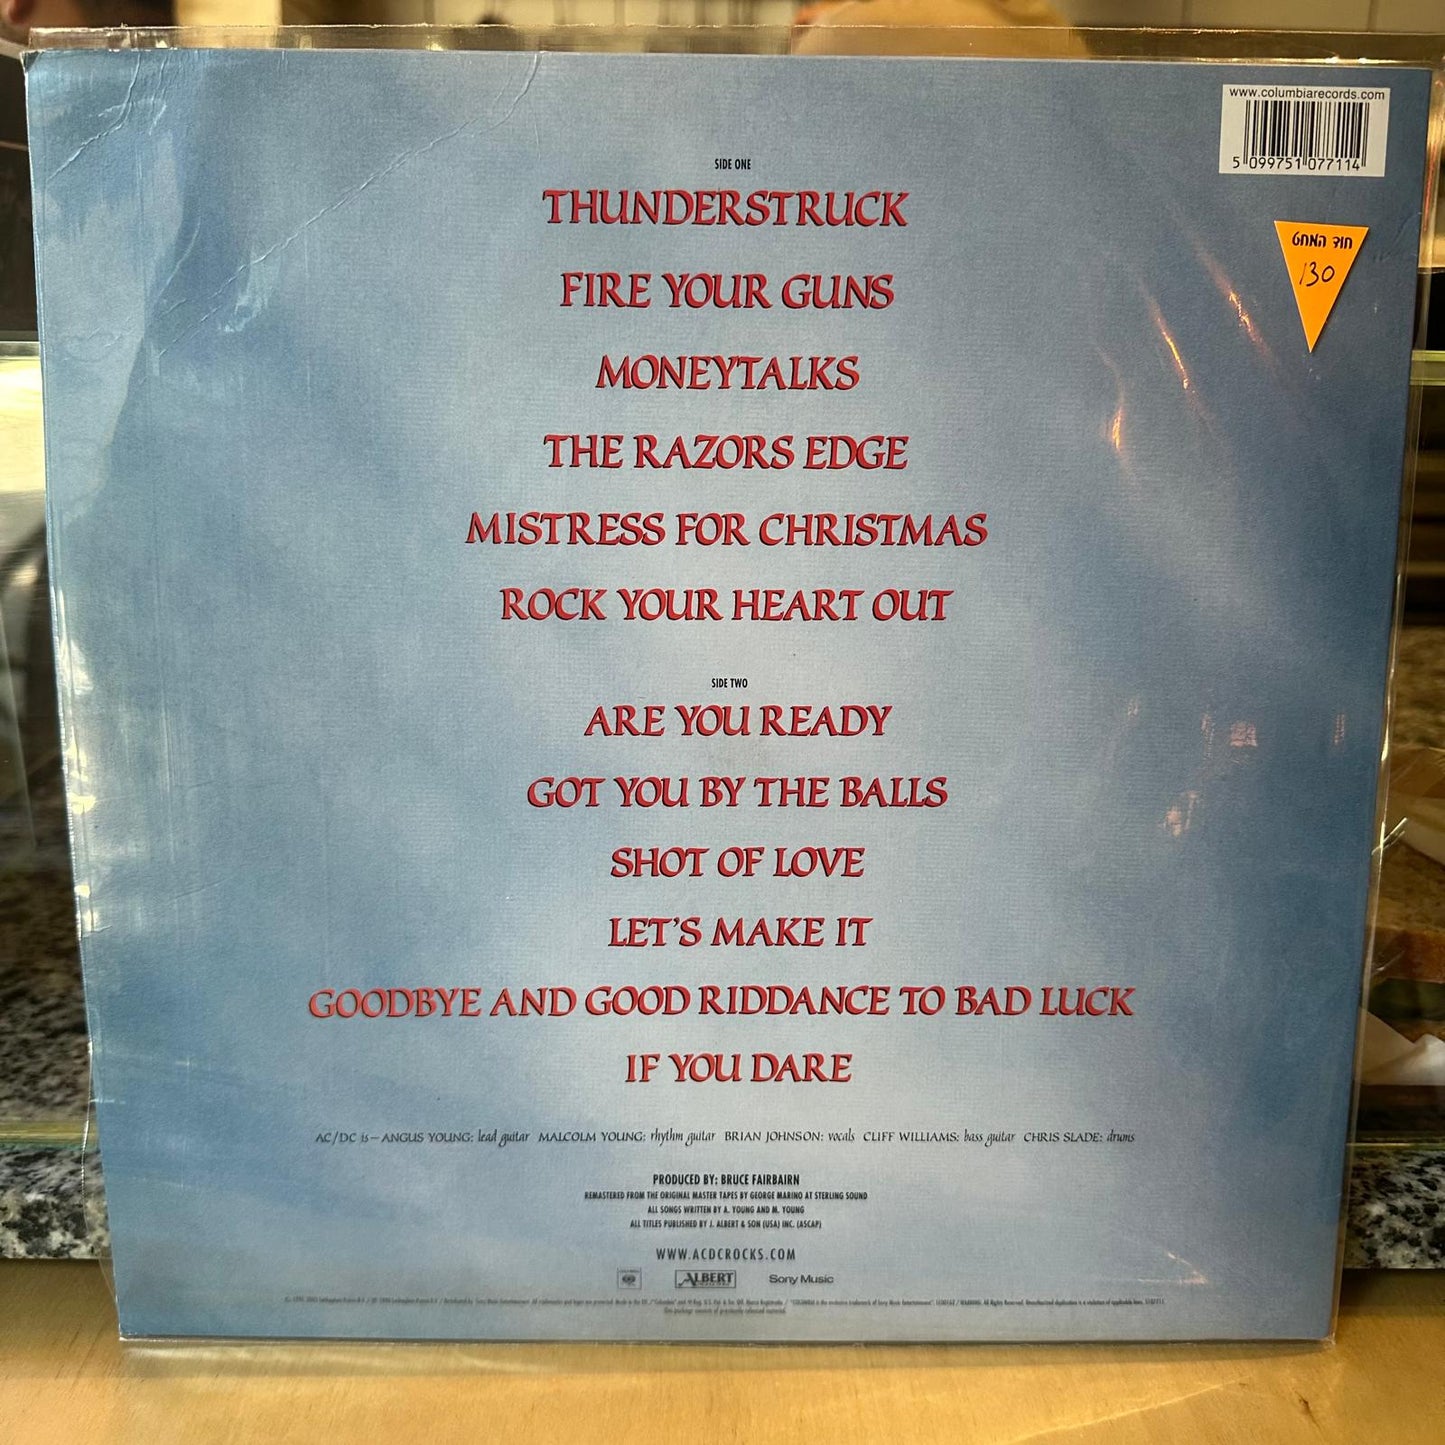 www.columbiarecords.com
5 099751 077114
חוד המחט
130
SIDE ONE
THUNDERSTRUCK
FIRE YOUR GUNS
MONEYTALKS
THE RAZORS EDGE
MISTRESS FOR CHRISTMAS
ROCK YOUR HEART OUT
SIDE TWO
ARE YOU READY
GOT YOU BY THE BALLS
SHOT OF LOVE
LET'S MAKE IT
GOODBYE AND GOOD RIDDANCE TO BAD LUCK
IF YOU DARE
AC/DC is—ANGUS YOUNG: lead guitar MALCOLM YOUNG: rhythm guitar BRIAN JOHNSON: vocals CLIFF WILLIAMS: bass guitar CHRIS SLADE: drums
PRODUCED BY: BRUCE FAIRBAIRN
REMASTERED FROM THE ORIGINAL MASTER TAPES BY GEORGE MARINO AT STERLING SOUND
ALL SONGS WRITTEN BY A. YOUNG AND M. YOUNG
ALL TITLES PUBLISHED BY J. ALBERT & SON (USA) INC. (ASCAP)
WWW.ACDCROCKS.COM
ALBERT
Sony Music